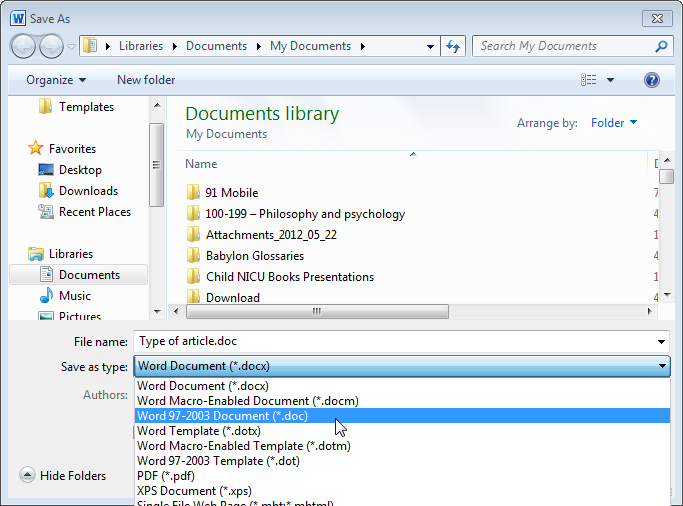 Save As
Libraries Documents My Documents
Search My Documents
Organize New folder
Templates
Favorites
Desktop
Downloads
Recent Places
Libraries
Documents
Music
Pictures
Documents library
My Documents
Arrange by: Folder
Name
91 Mobile
100-199 – Philosophy and psychology
Attachments_2012_05_22
Babylon Glossaries
Child NICU Books Presentations
Download
File name: Type of article.doc
Save as type: Word Document (*.docx)
Authors:
Word Document (*.docx)
Word Macro-Enabled Document (*.docm)
Word 97-2003 Document (*.doc)
Word Template (*.dotx)
Word Macro-Enabled Template (*.dotm)
Word 97-2003 Template (*.dot)
PDF (*.pdf)
XPS Document (*.xps)
Single File Web Page (*.mht;*.mhtml)
Hide Folders